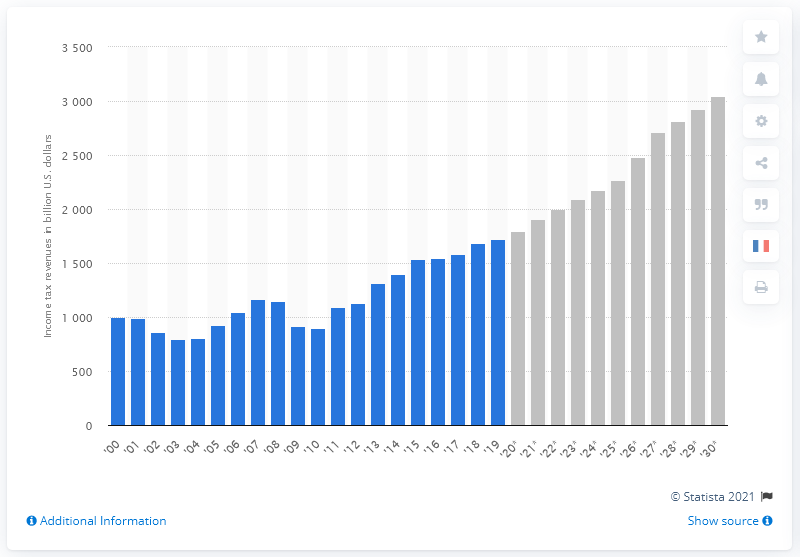 3 500
3 000
2 500
2 000
1 500
1 000
500
0
Income tax revenues in billion U.S. dollars
'00 '01 '02 '03 '04 '05 '06 '07 '08 '09 '10 '11 '12 '13 '14 '15 '16 '17 '18 '19 '20* '21* '22* '23* '24* '25* '26* '27* '28* '29* '30*
© Statista 2021
Additional Information
Show source